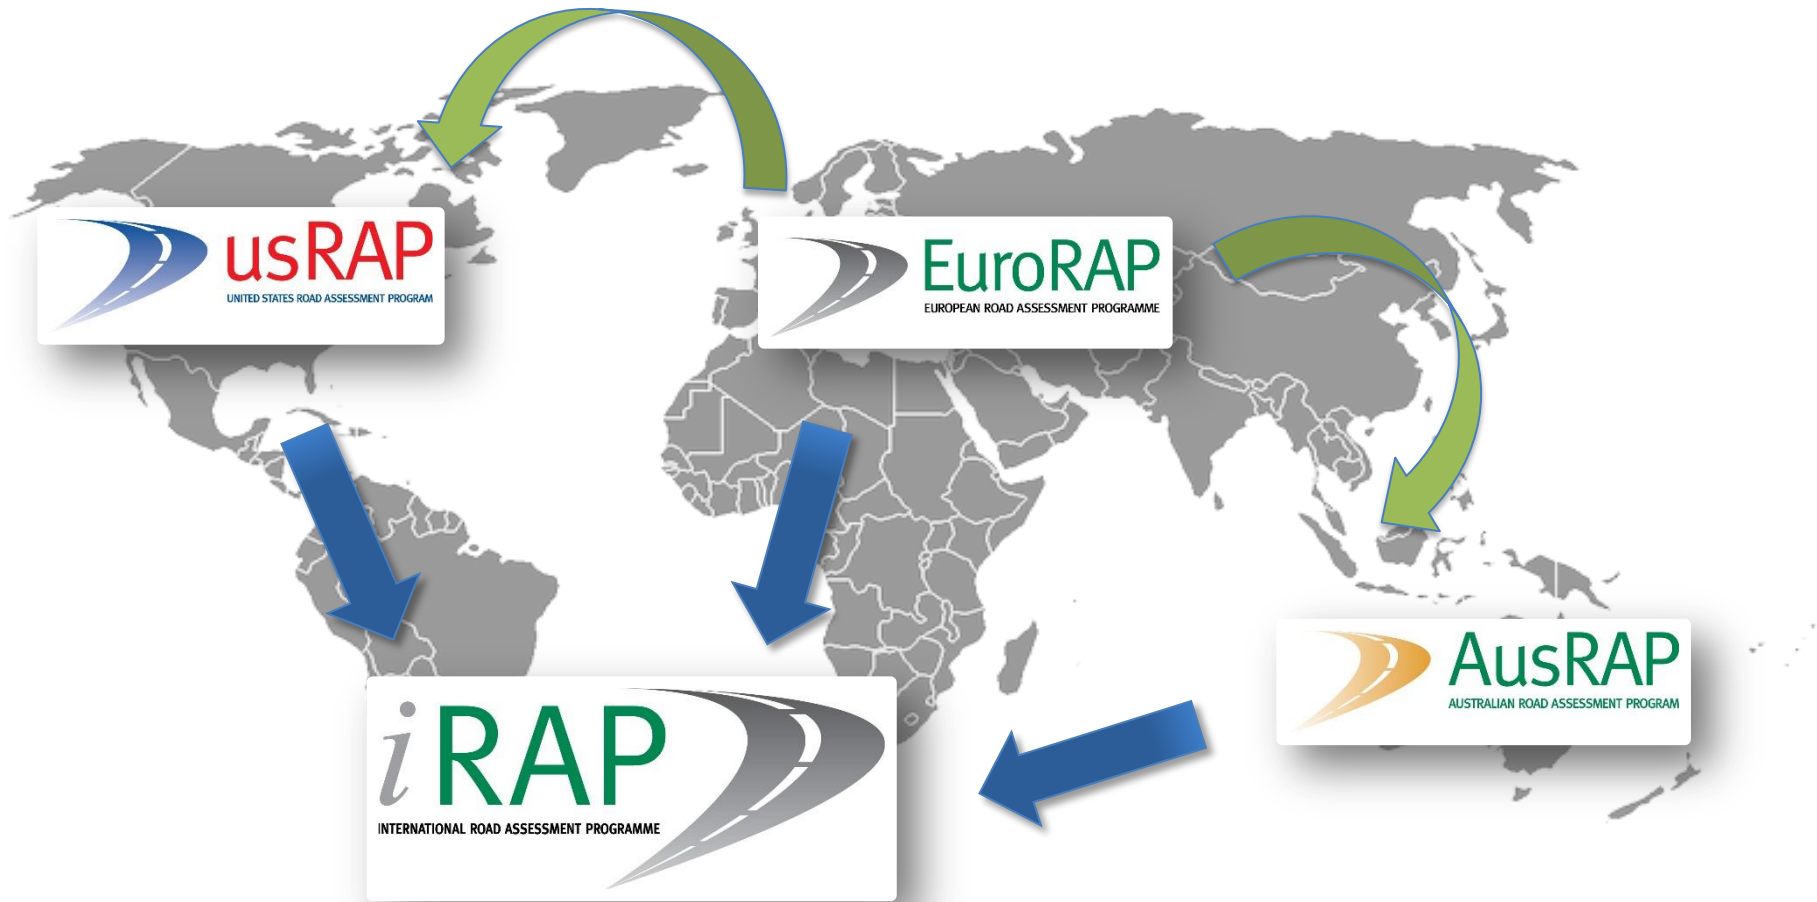 usRAP
UNITED STATES ROAD ASSESSMENT PROGRAM
EuroRAP
EUROPEAN ROAD ASSESSMENT PROGRAMME
AusRAP
AUSTRALIAN ROAD ASSESSMENT PROGRAM
iRAP
INTERNATIONAL ROAD ASSESSMENT PROGRAMME